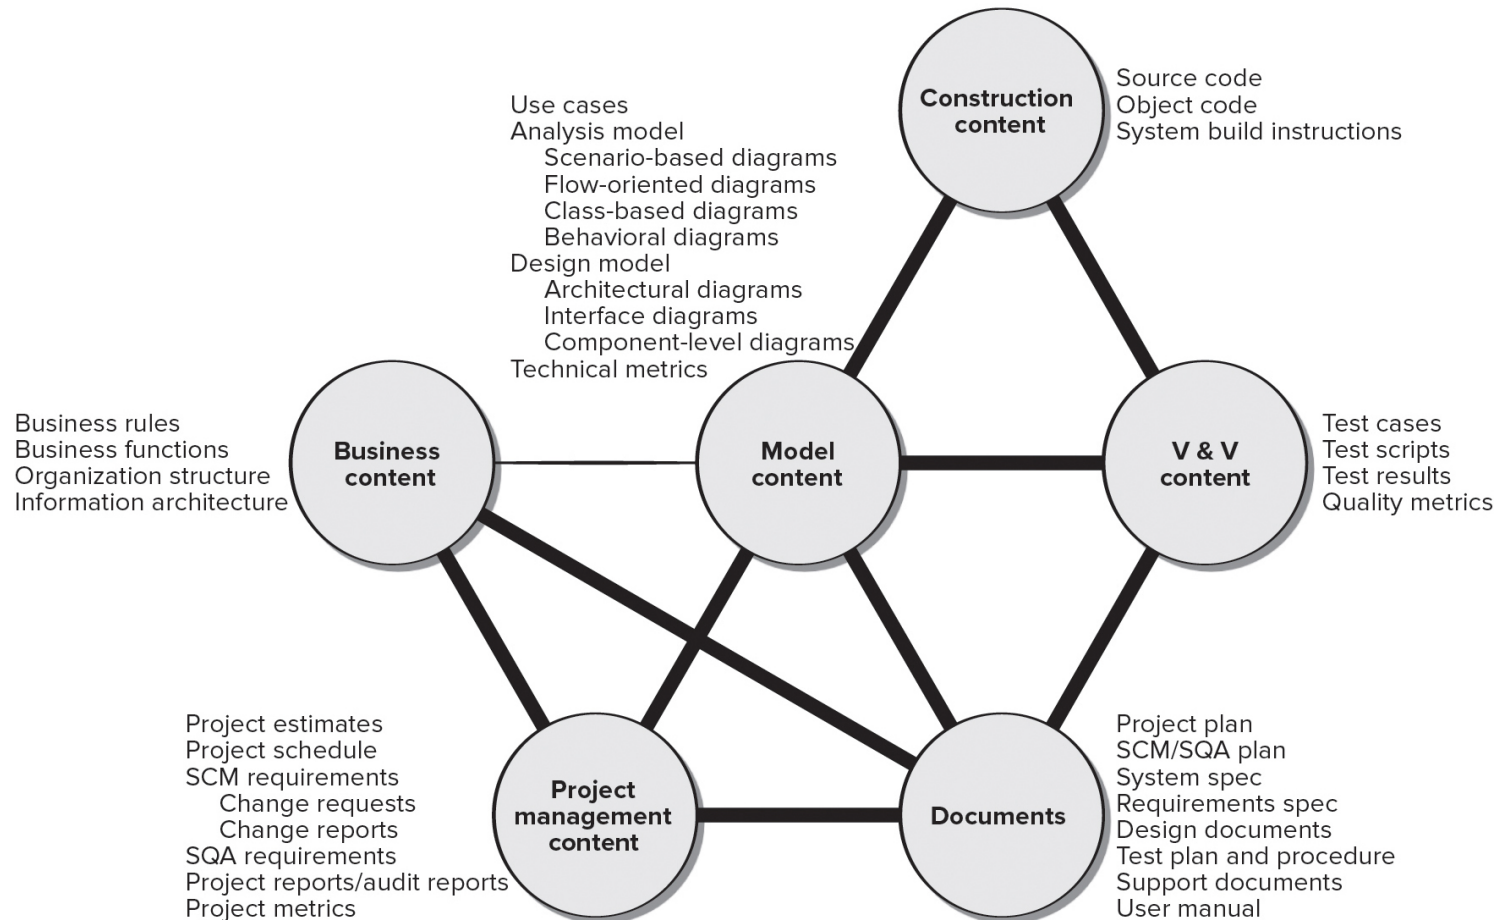 Construction
content
Source code
Object code
System build instructions
Use cases
Analysis model
Scenario-based diagrams
Flow-oriented diagrams
Class-based diagrams
Behavioral diagrams
Design model
Architectural diagrams
Interface diagrams
Component-level diagrams
Technical metrics
Business rules
Business functions
Organization structure
Information architecture
Business
content
Model
content
V & V
content
Test cases
Test scripts
Test results
Quality metrics
Project estimates
Project schedule
SCM requirements
Change requests
Change reports
SQA requirements
Project reports/audit reports
Project metrics
Project
management
content
Documents
Project plan
SCM/SQA plan
System spec
Requirements spec
Design documents
Test plan and procedure
Support documents
User manual